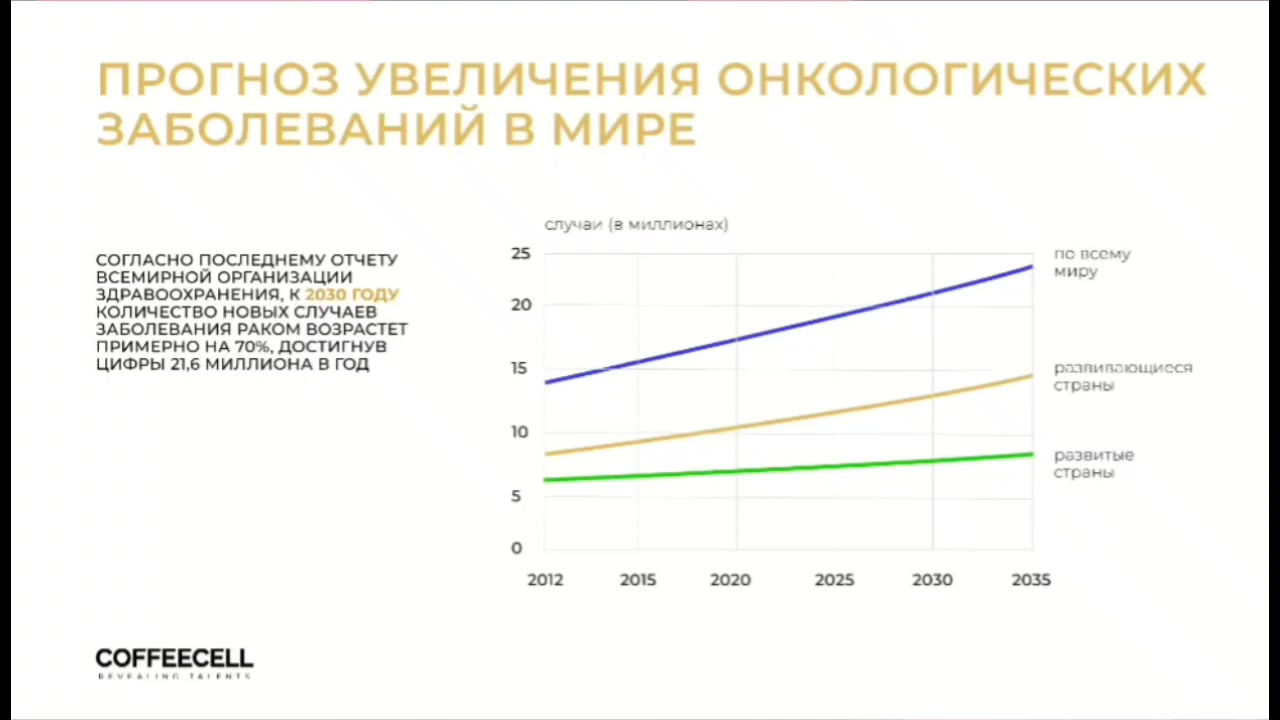 ПРОГНОЗ УВЕЛИЧЕНИЯ ОНКОЛОГИЧЕСКИХ
ЗАБОЛЕВАНИЙ В МИРЕ
СОГЛАСНО ПОСЛЕДНЕМУ ОТЧЕТУ
ВСЕМИРНОЙ ОРГАНИЗАЦИИ
ЗДРАВООХРАНЕНИЯ, К 2030 ГОДУ
КОЛИЧЕСТВО НОВЫХ СЛУЧАЕВ
ЗАБОЛЕВАНИЯ РАКОМ ВОЗРАСТЕТ
ПРИМЕРНО НА 70%, ДОСТИГНУВ
ЦИФРЫ 21,6 МИЛЛИОНА В ГОД
случаи (в миллионах)
25
20
15
10
5
0
2012 2015 2020 2025 2030 2035
по всему
миру
развивающиеся
страны
развитые
страны
COFFEECELL
REVEALING TALENTS